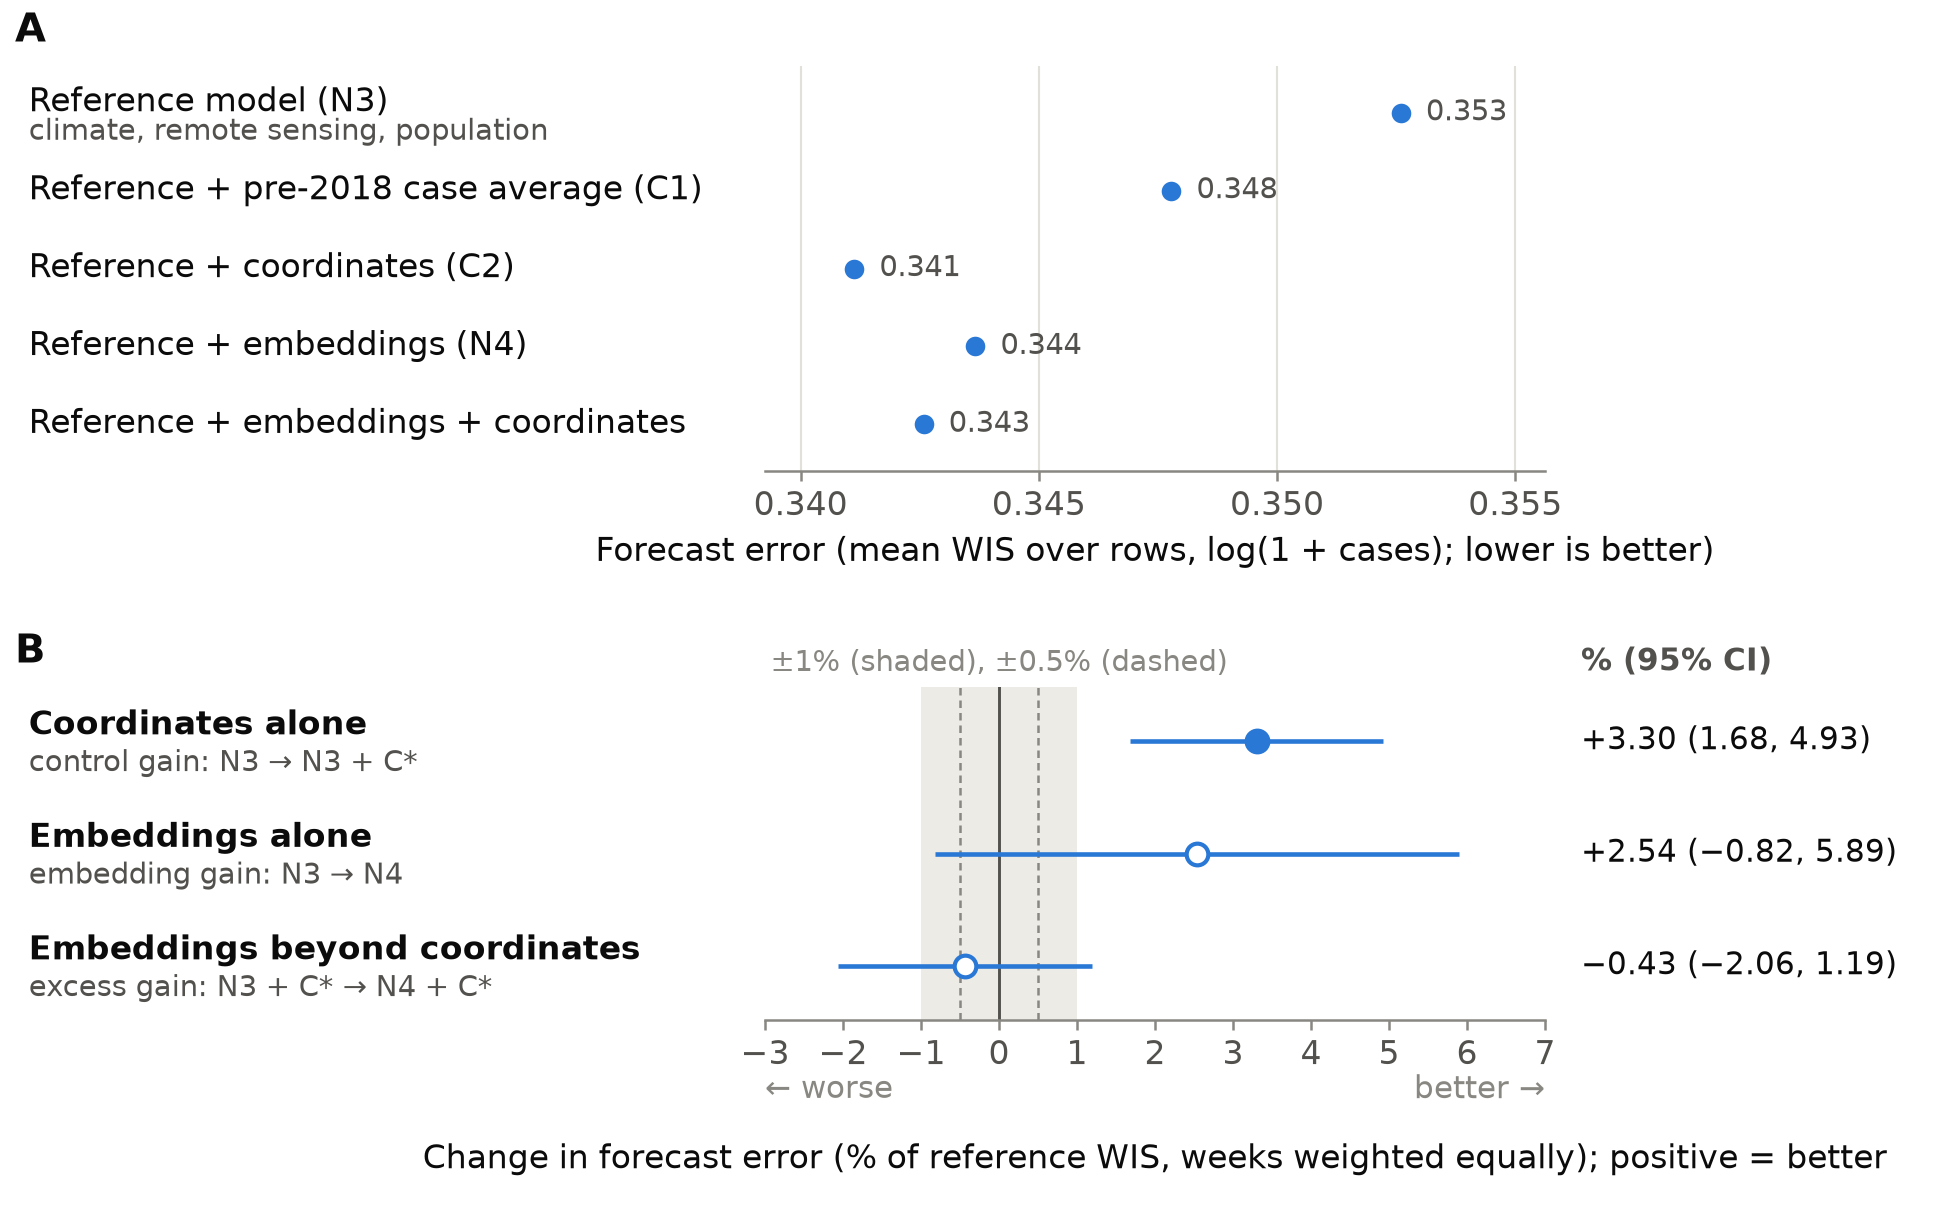 A
Reference model (N3)
climate, remote sensing, population
0.353
Reference + pre-2018 case average (C1)
0.348
Reference + coordinates (C2)
0.341
Reference + embeddings (N4)
0.344
Reference + embeddings + coordinates
0.343
0.340 0.345 0.350 0.355
Forecast error (mean WIS over rows, log(1 + cases); lower is better)
B
±1% (shaded), ±0.5% (dashed)
% (95% CI)
Coordinates alone
control gain: N3 → N3 + C*
+3.30 (1.68, 4.93)
Embeddings alone
embedding gain: N3 → N4
+2.54 (−0.82, 5.89)
Embeddings beyond coordinates
excess gain: N3 + C* → N4 + C*
−0.43 (−2.06, 1.19)
−3 −2 −1 0 1 2 3 4 5 6 7
← worse
better →
Change in forecast error (% of reference WIS, weeks weighted equally); positive = better